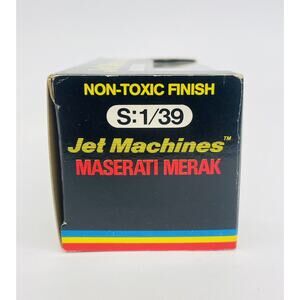 NON-TOXIC FINISH
S:1/39
Jet Machines™
MASERATI MERAK